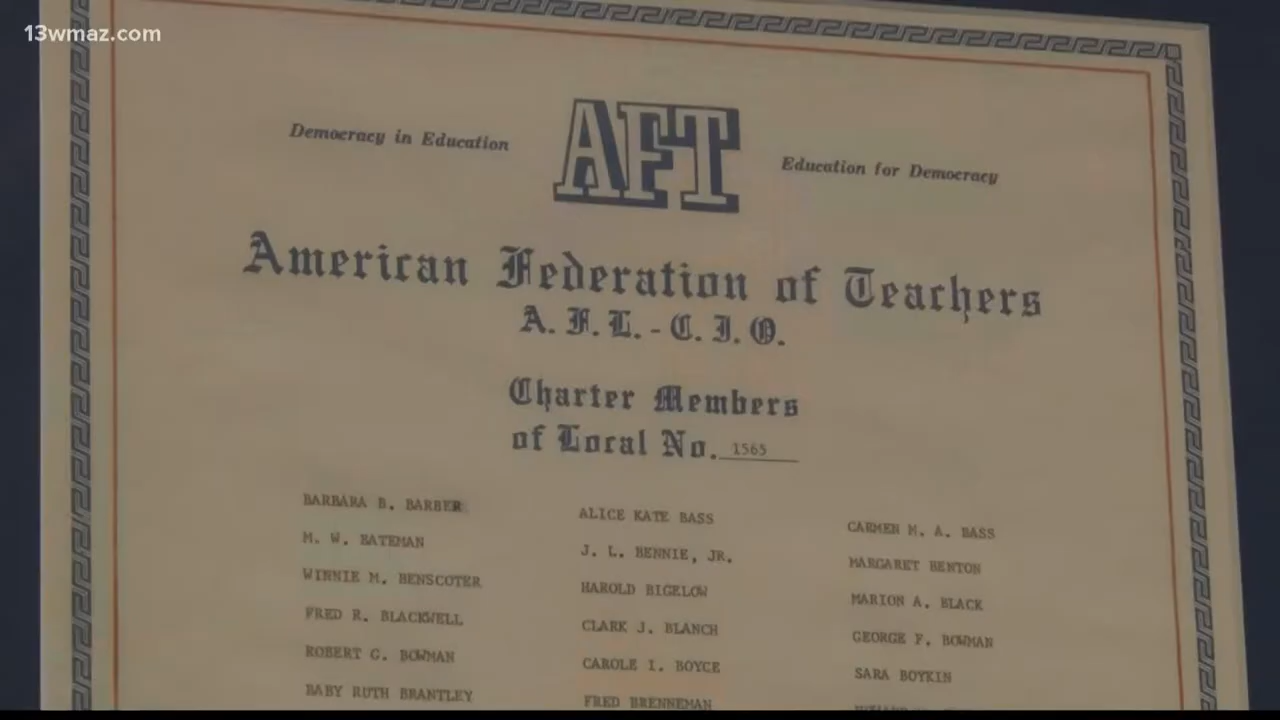 13wmaz.com
Democracy in Education
AFT
Education for Democracy
American Federation of Teachers
A. F. L. - C. I. O.
Charter Members
of Local No. 1565
BARBARA B. BARBER ALICE KATE BASS CARMEN M. A. BASS
M. W. BATEMAN J. L. BENNIE, JR. MARGARET BENTON
WINNIE M. BENSCOTER HAROLD BIGELOW MARION A. BLACK
FRED R. BLACKWELL CLARK J. BLANCH GEORGE F. BOWMAN
ROBERT G. BOWMAN CAROLE I. BOYCE SARA BOYKIN
BABY RUTH BRANTLEY FRED BRENNEMAN